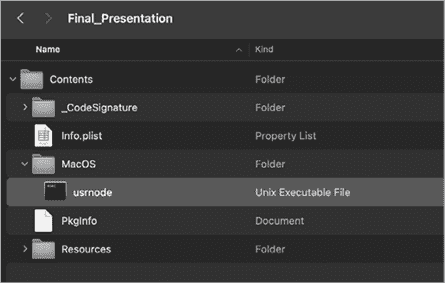 Final_Presentation
Name Kind
Contents Folder
_CodeSignature Folder
Info.plist Property List
MacOS Folder
usrnode Unix Executable File
PkgInfo Document
Resources Folder